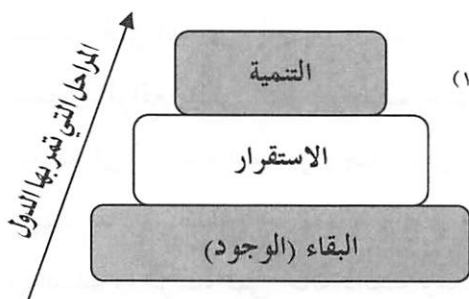 التنمية
(١
الاستقرار
البقاء (الوجود)
المراحل التي تمر بها الدول